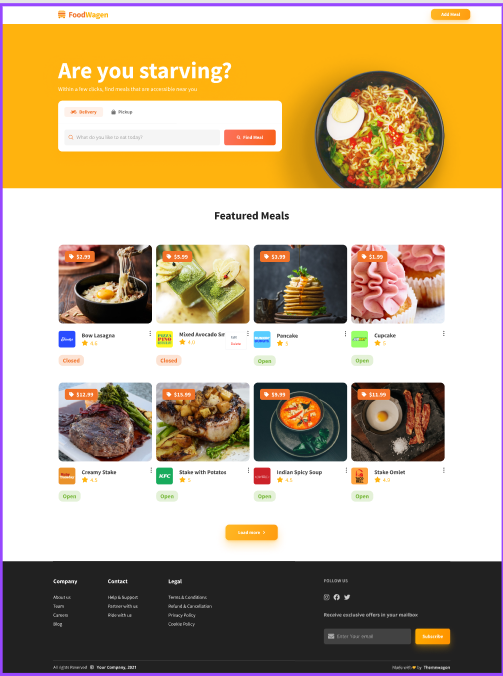 FoodWagen
Add Meal
Are you starving?
Within a few clicks, find meals that are accessible near you
Delivery
Pickup
What do you like to eat today?
Find Meal
Featured Meals
$2.99
$5.99
$3.99
$1.99
Bow Lasagna
4.6
Mixed Avocado Sm
4.0
Edit
Delete
Pancake
5
Cupcake
5
Closed
Closed
Open
Open
$12.99
$15.99
$9.99
$11.99
Creamy Stake
4.5
KFC
Stake with Potatos
5
Indian Spicy Soup
4.5
Stake Omlet
4.0
Open
Open
Open
Open
Load more
Company
Contact
Legal
FOLLOW US
About us
Help & Support
Terms & Conditions
Team
Partner with us
Refund & Cancellation
Careers
Ride with us
Privacy Policy
Receive exclusive offers in your mailbox
Blog
Cookie Policy
Enter Your email
Subscribe
All rights Reserved © Your Company, 2021
Made with by Themewagon